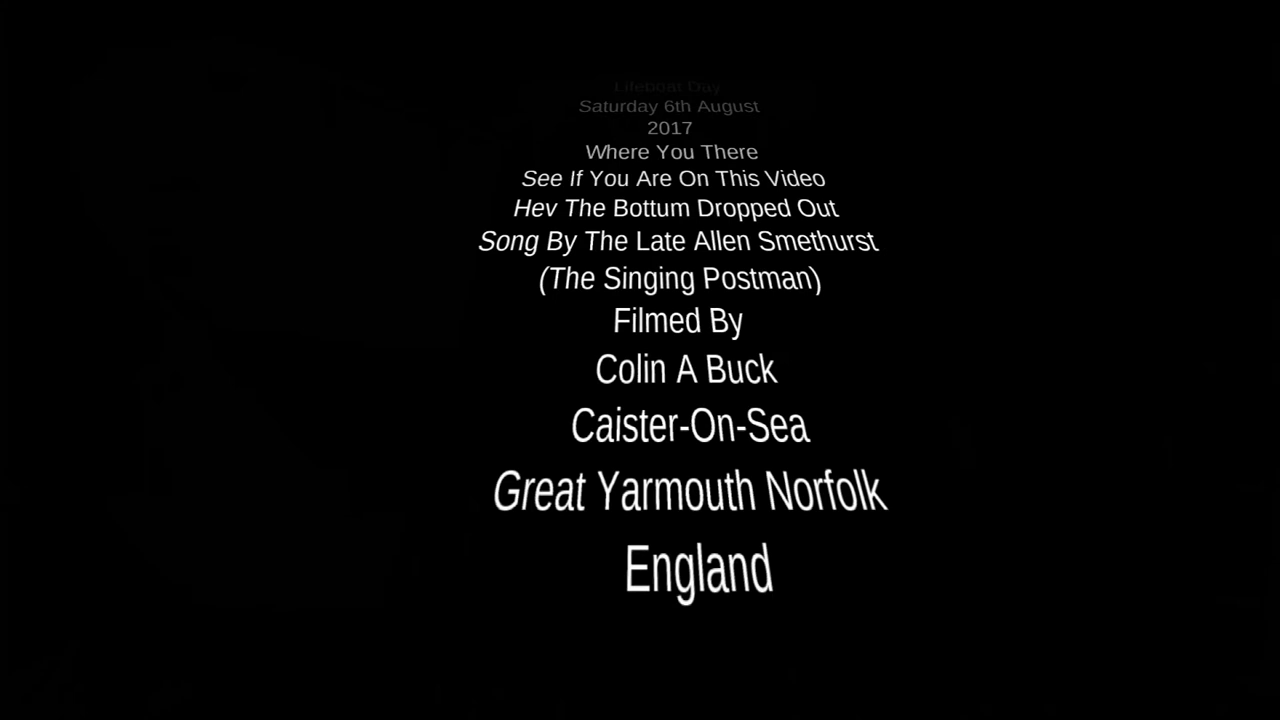 Lifeboat Day
Saturday 6th August
2017
Where You There
See If You Are On This Video
Hev The Bottum Dropped Out
Song By The Late Allen Smethurst
(The Singing Postman)
Filmed By
Colin A Buck
Caister-On-Sea
Great Yarmouth Norfolk
England